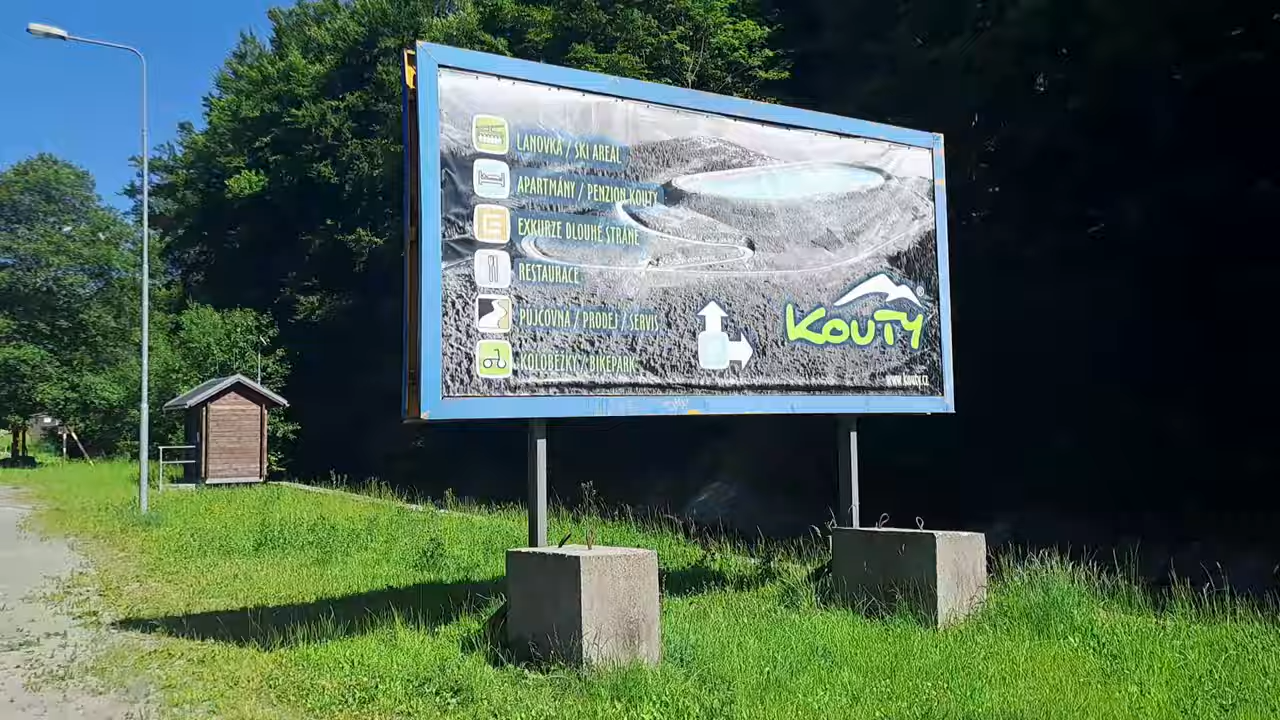 LANOVKA / SKI AREÁL
APARTMÁNY / PENZION KOUTY
EXKURZE DLOUHÉ STRÁNĚ
RESTAURACE
PŮJČOVNA / PRODEJ / SERVIS
KOLOBĚŽKY / BIKEPARK
KOUTY®
www.kouty.cz